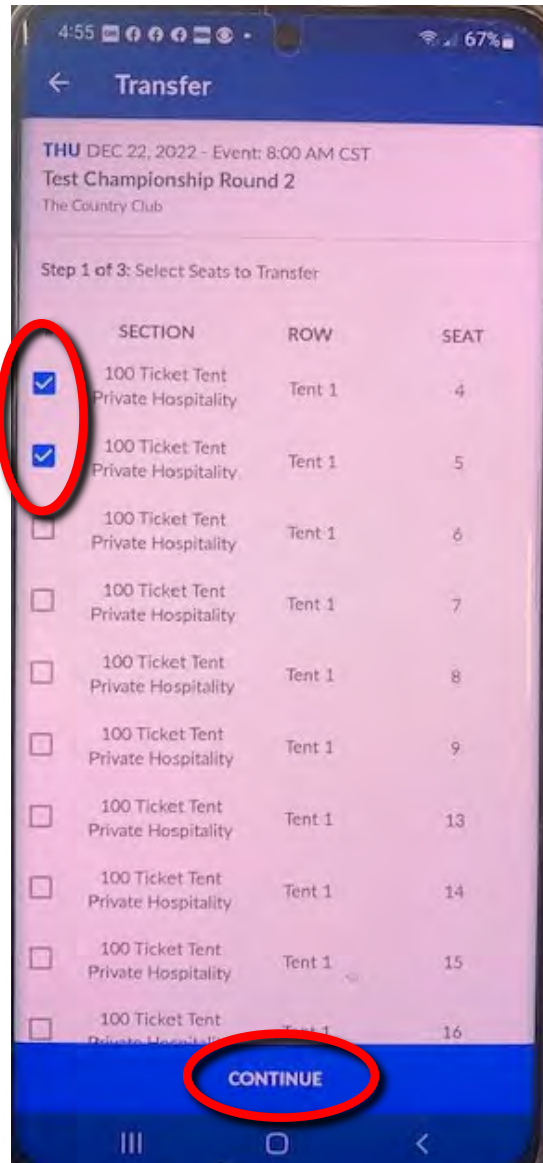 4:55 67%
Transfer
THU DEC 22, 2022 - Event: 8:00 AM CST
Test Championship Round 2
The Country Club
Step 1 of 3: Select Seats to Transfer
SECTION ROW SEAT
100 Ticket Tent
Private Hospitality Tent 1 4
100 Ticket Tent
Private Hospitality Tent 1 5
100 Ticket Tent
Private Hospitality Tent 1 6
100 Ticket Tent
Private Hospitality Tent 1 7
100 Ticket Tent
Private Hospitality Tent 1 8
100 Ticket Tent
Private Hospitality Tent 1 9
100 Ticket Tent
Private Hospitality Tent 1 13
100 Ticket Tent
Private Hospitality Tent 1 14
100 Ticket Tent
Private Hospitality Tent 1 15
100 Ticket Tent
Private Hospitality Tent 1 16
CONTINUE